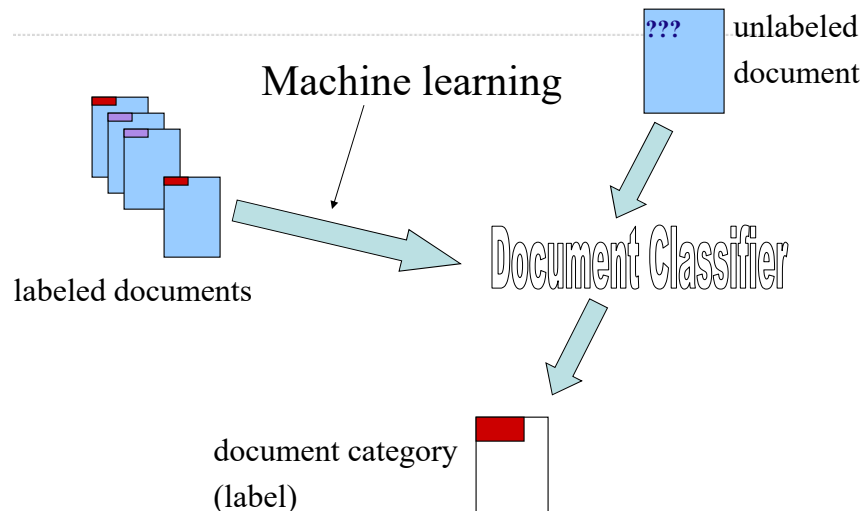 ???
unlabeled
document
Machine learning
labeled documents
Document Classifier
document category
(label)